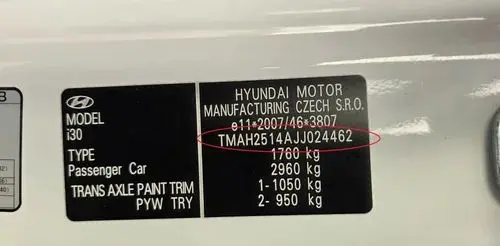 B
HYUNDAI MOTOR
MANUFACTURING CZECH S.R.O.
e11*2007/46*3807
TMAH2514AJJ024462
1760 kg
2960 kg
1-1050 kg
2- 950 kg
MODEL
i30
TYPE
Passenger Car
TRANS AXLE PAINT TRIM
PYW TRY